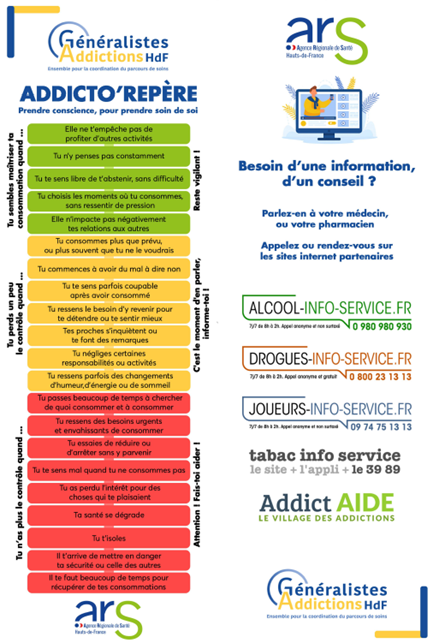 Généralistes
Addictions HdF
Ensemble pour la coordination du parcours de soins
ADDICTO'REPÈRE
Prendre conscience, pour prendre soin de soi
Tu sembles maîtriser ta
consommation quand ...
Elle ne t'empêche pas de
profiter d'autres activités
Tu n'y penses pas constamment
Tu te sens libre de t'abstenir, sans difficulté
Tu choisis les moments où tu consommes,
sans ressentir de pression
Elle n'impacte pas négativement
tes relations aux autres
Reste vigilant !
Tu perds un peu
le contrôle quand ...
Tu consommes plus que prévu,
ou plus souvent que tu ne le voudrais
Tu commences à avoir du mal à dire non
Tu te sens parfois coupable
après avoir consommé
Tu ressens le besoin d'y revenir pour
te détendre ou te sentir mieux
Tes proches s'inquiètent ou
te font des remarques
Tu négliges certaines
responsabilités ou activités
Tu ressens parfois des changements
d'humeur,d'énergie ou de sommeil
C'est le moment d'en parler,
informe-toi !
Tu n'as plus le contrôle quand ...
Tu passes beaucoup de temps à chercher
de quoi consommer et à consommer
Tu ressens des besoins urgents
et envahissants de consommer
Tu essaies de réduire ou
d'arrêter sans y parvenir
Tu te sens mal quand tu ne consommes pas
Tu as perdu l'intérêt pour des
choses qui te plaisaient
Ta santé se dégrade
Tu t'isoles
Il t'arrive de mettre en danger
ta sécurité ou celle des autres
Il te faut beaucoup de temps pour
récupérer de tes consommations
Attention ! Fais-toi aider !
ars
Agence Régionale de Santé
Hauts-de-France
ars
Agence Régionale de Santé
Hauts-de-France
Besoin d'une information,
d'un conseil ?
Parlez-en à votre médecin,
ou votre pharmacien
Appelez ou rendez-vous sur
les sites internet partenaires
ALCOOL-INFO-SERVICE.FR
7j/7 de 8h à 2h. Appel anonyme et non surtaxé 0 980 980 930
DROGUES-INFO-SERVICE.FR
7j/7 de 8h à 2h. Appel anonyme et gratuit 0 800 23 13 13
JOUEURS-INFO-SERVICE.FR
7j/7 de 8h à 2h. Appel anonyme et non surtaxé 09 74 75 13 13
tabac info service
le site + l'appli + le 39 89
Addict AIDE
LE VILLAGE DES ADDICTIONS
Généralistes
Addictions HdF
Ensemble pour la coordination du parcours de soins